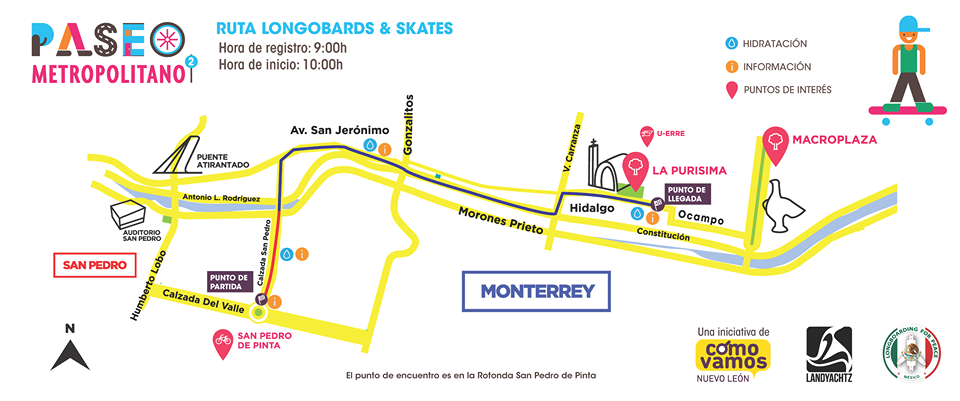 PASEO
METROPOLITANO 2
RUTA LONGOBARDS & SKATES
Hora de registro: 9:00h
Hora de inicio: 10:00h
HIDRATACIÓN
i INFORMACIÓN
PUNTOS DE INTERÉS
Av. San Jerónimo
Gonzalitos
V. Carranza
U-ERRE
MACROPLAZA
PUENTE
ATIRANTADO
LA PURISIMA
Antonio L. Rodríguez
PUNTO DE
LLEGADA
Hidalgo
Ocampo
Morones Prieto
Constitución
AUDITORIO
SAN PEDRO
Calzada San Pedro
SAN PEDRO
Humberto Lobo
PUNTO DE
PARTIDA
Calzada Del Valle
MONTERREY
SAN PEDRO
DE PINTA
N
Una iniciativa de
cómo
vamos
NUEVO LEÓN
LANDYACHTZ
LONGBOARDING FOR PEACE
MEXICO
El punto de encuentro es en la Rotonda San Pedro de Pinta